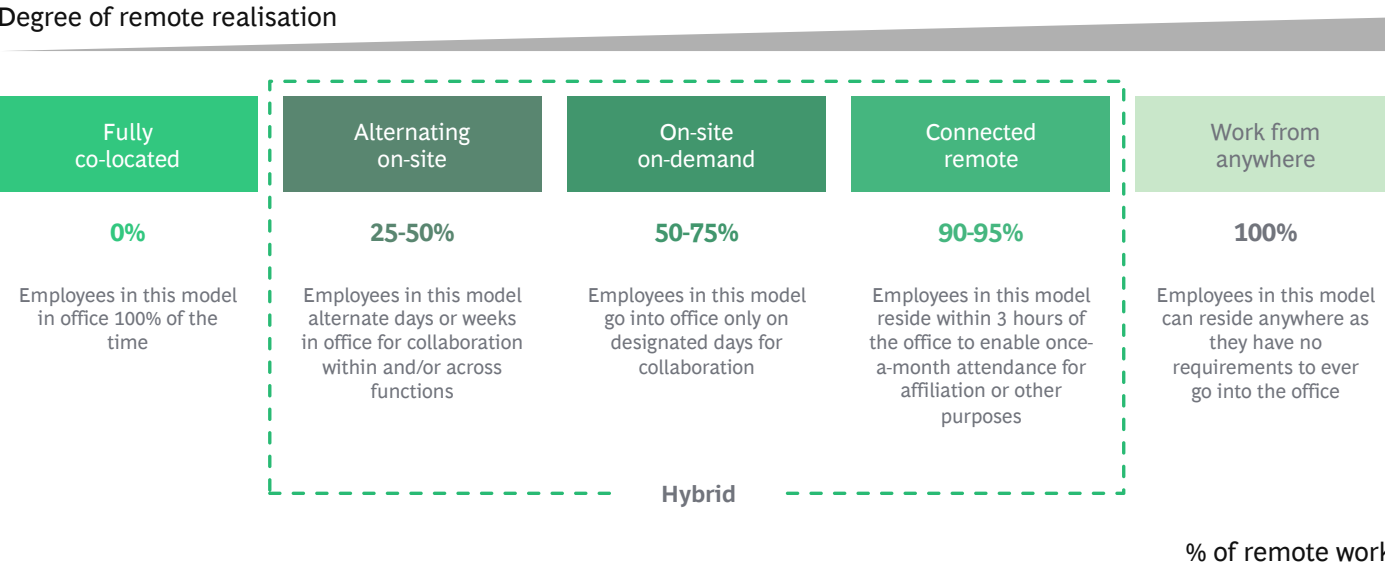 Degree of remote realisation
Fully
co-located
Alternating
on-site
On-site
on-demand
Connected
remote
Work from
anywhere
0%
25-50%
50-75%
90-95%
100%
Employees in this model
in office 100% of the
time
Employees in this model
alternate days or weeks
in office for collaboration
within and/or across
functions
Employees in this model
go into office only on
designated days for
collaboration
Employees in this model
reside within 3 hours of
the office to enable once-
a-month attendance for
affiliation or other
purposes
Employees in this model
can reside anywhere as
they have no
requirements to ever
go into the office
Hybrid
% of remote work